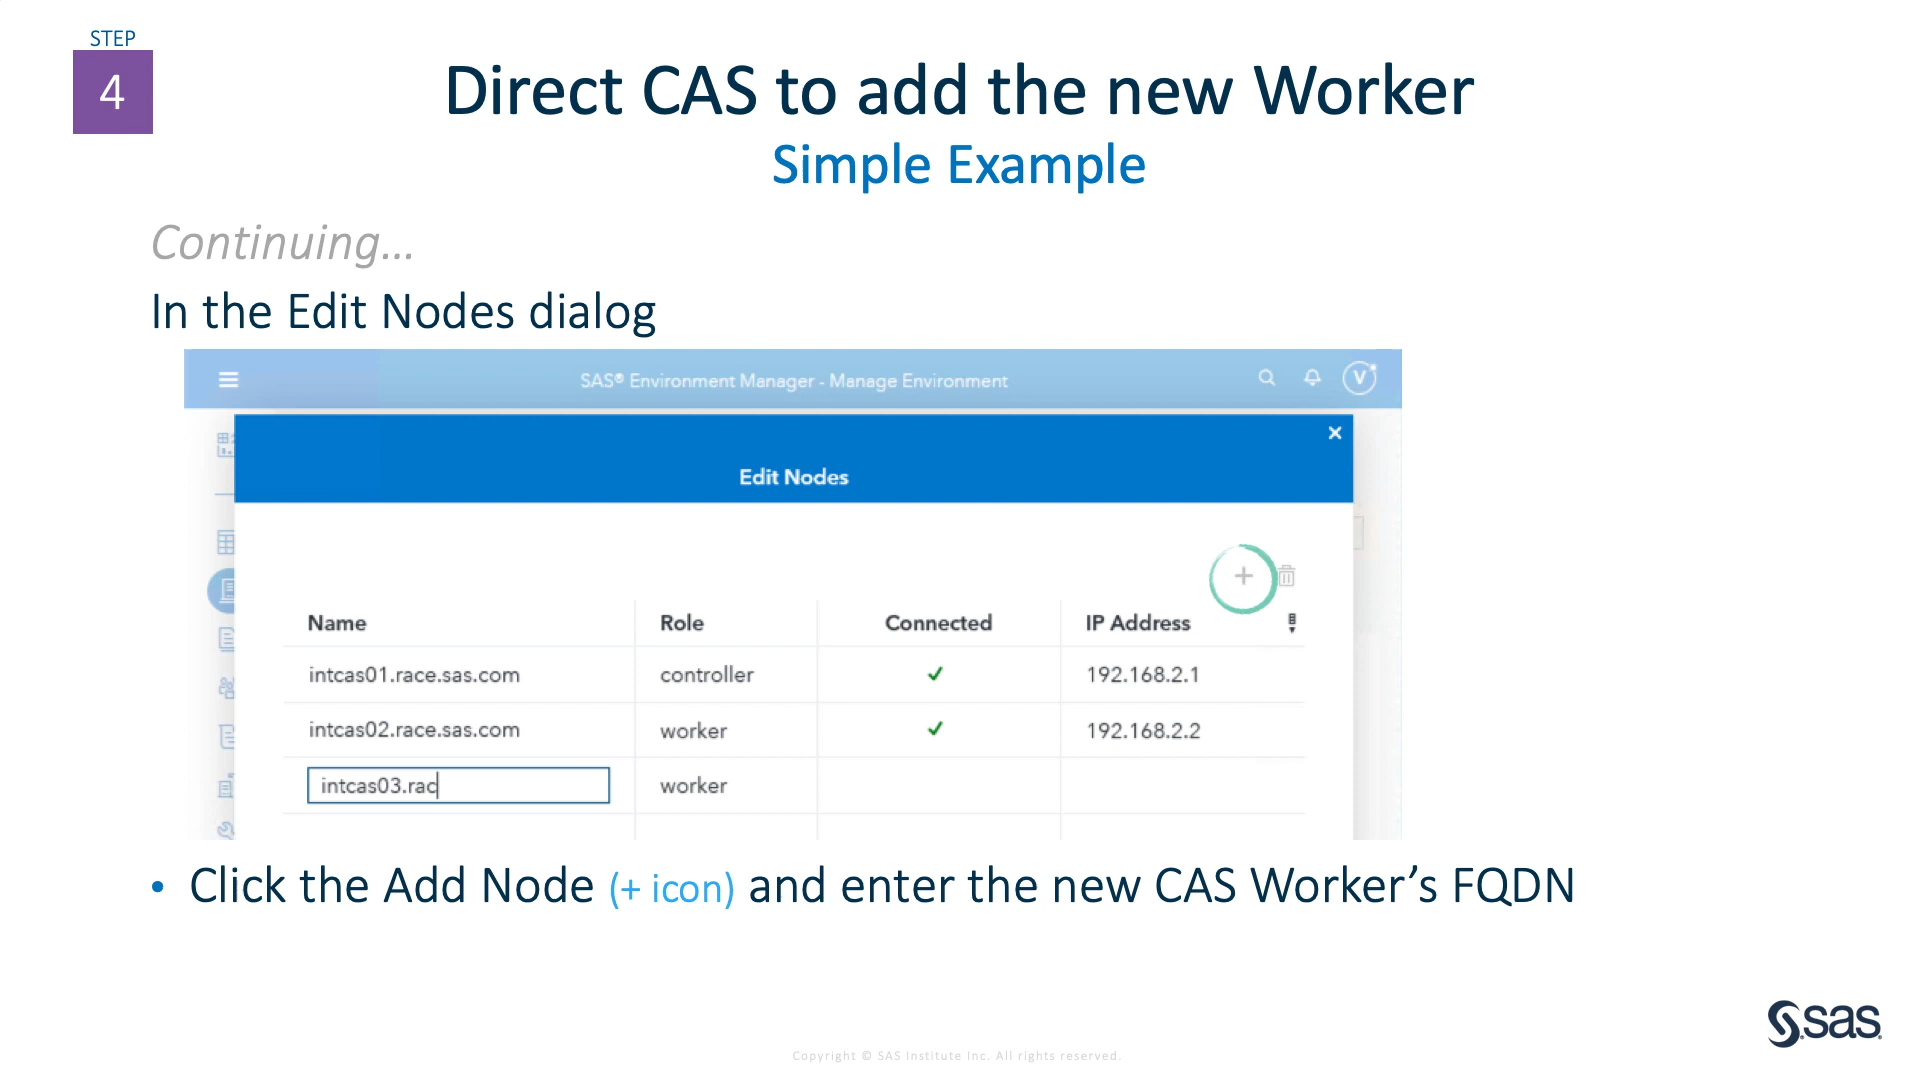 STEP
4
Direct CAS to add the new Worker
Simple Example
Continuing...
In the Edit Nodes dialog
SAS® Environment Manager - Manage Environment
V
Edit Nodes
Name Role Connected IP Address
intcas01.race.sas.com controller ✓ 192.168.2.1
intcas02.race.sas.com worker ✓ 192.168.2.2
intcas03.rac worker
• Click the Add Node (+ icon) and enter the new CAS Worker’s FQDN
sas
Copyright © SAS Institute Inc. All rights reserved.